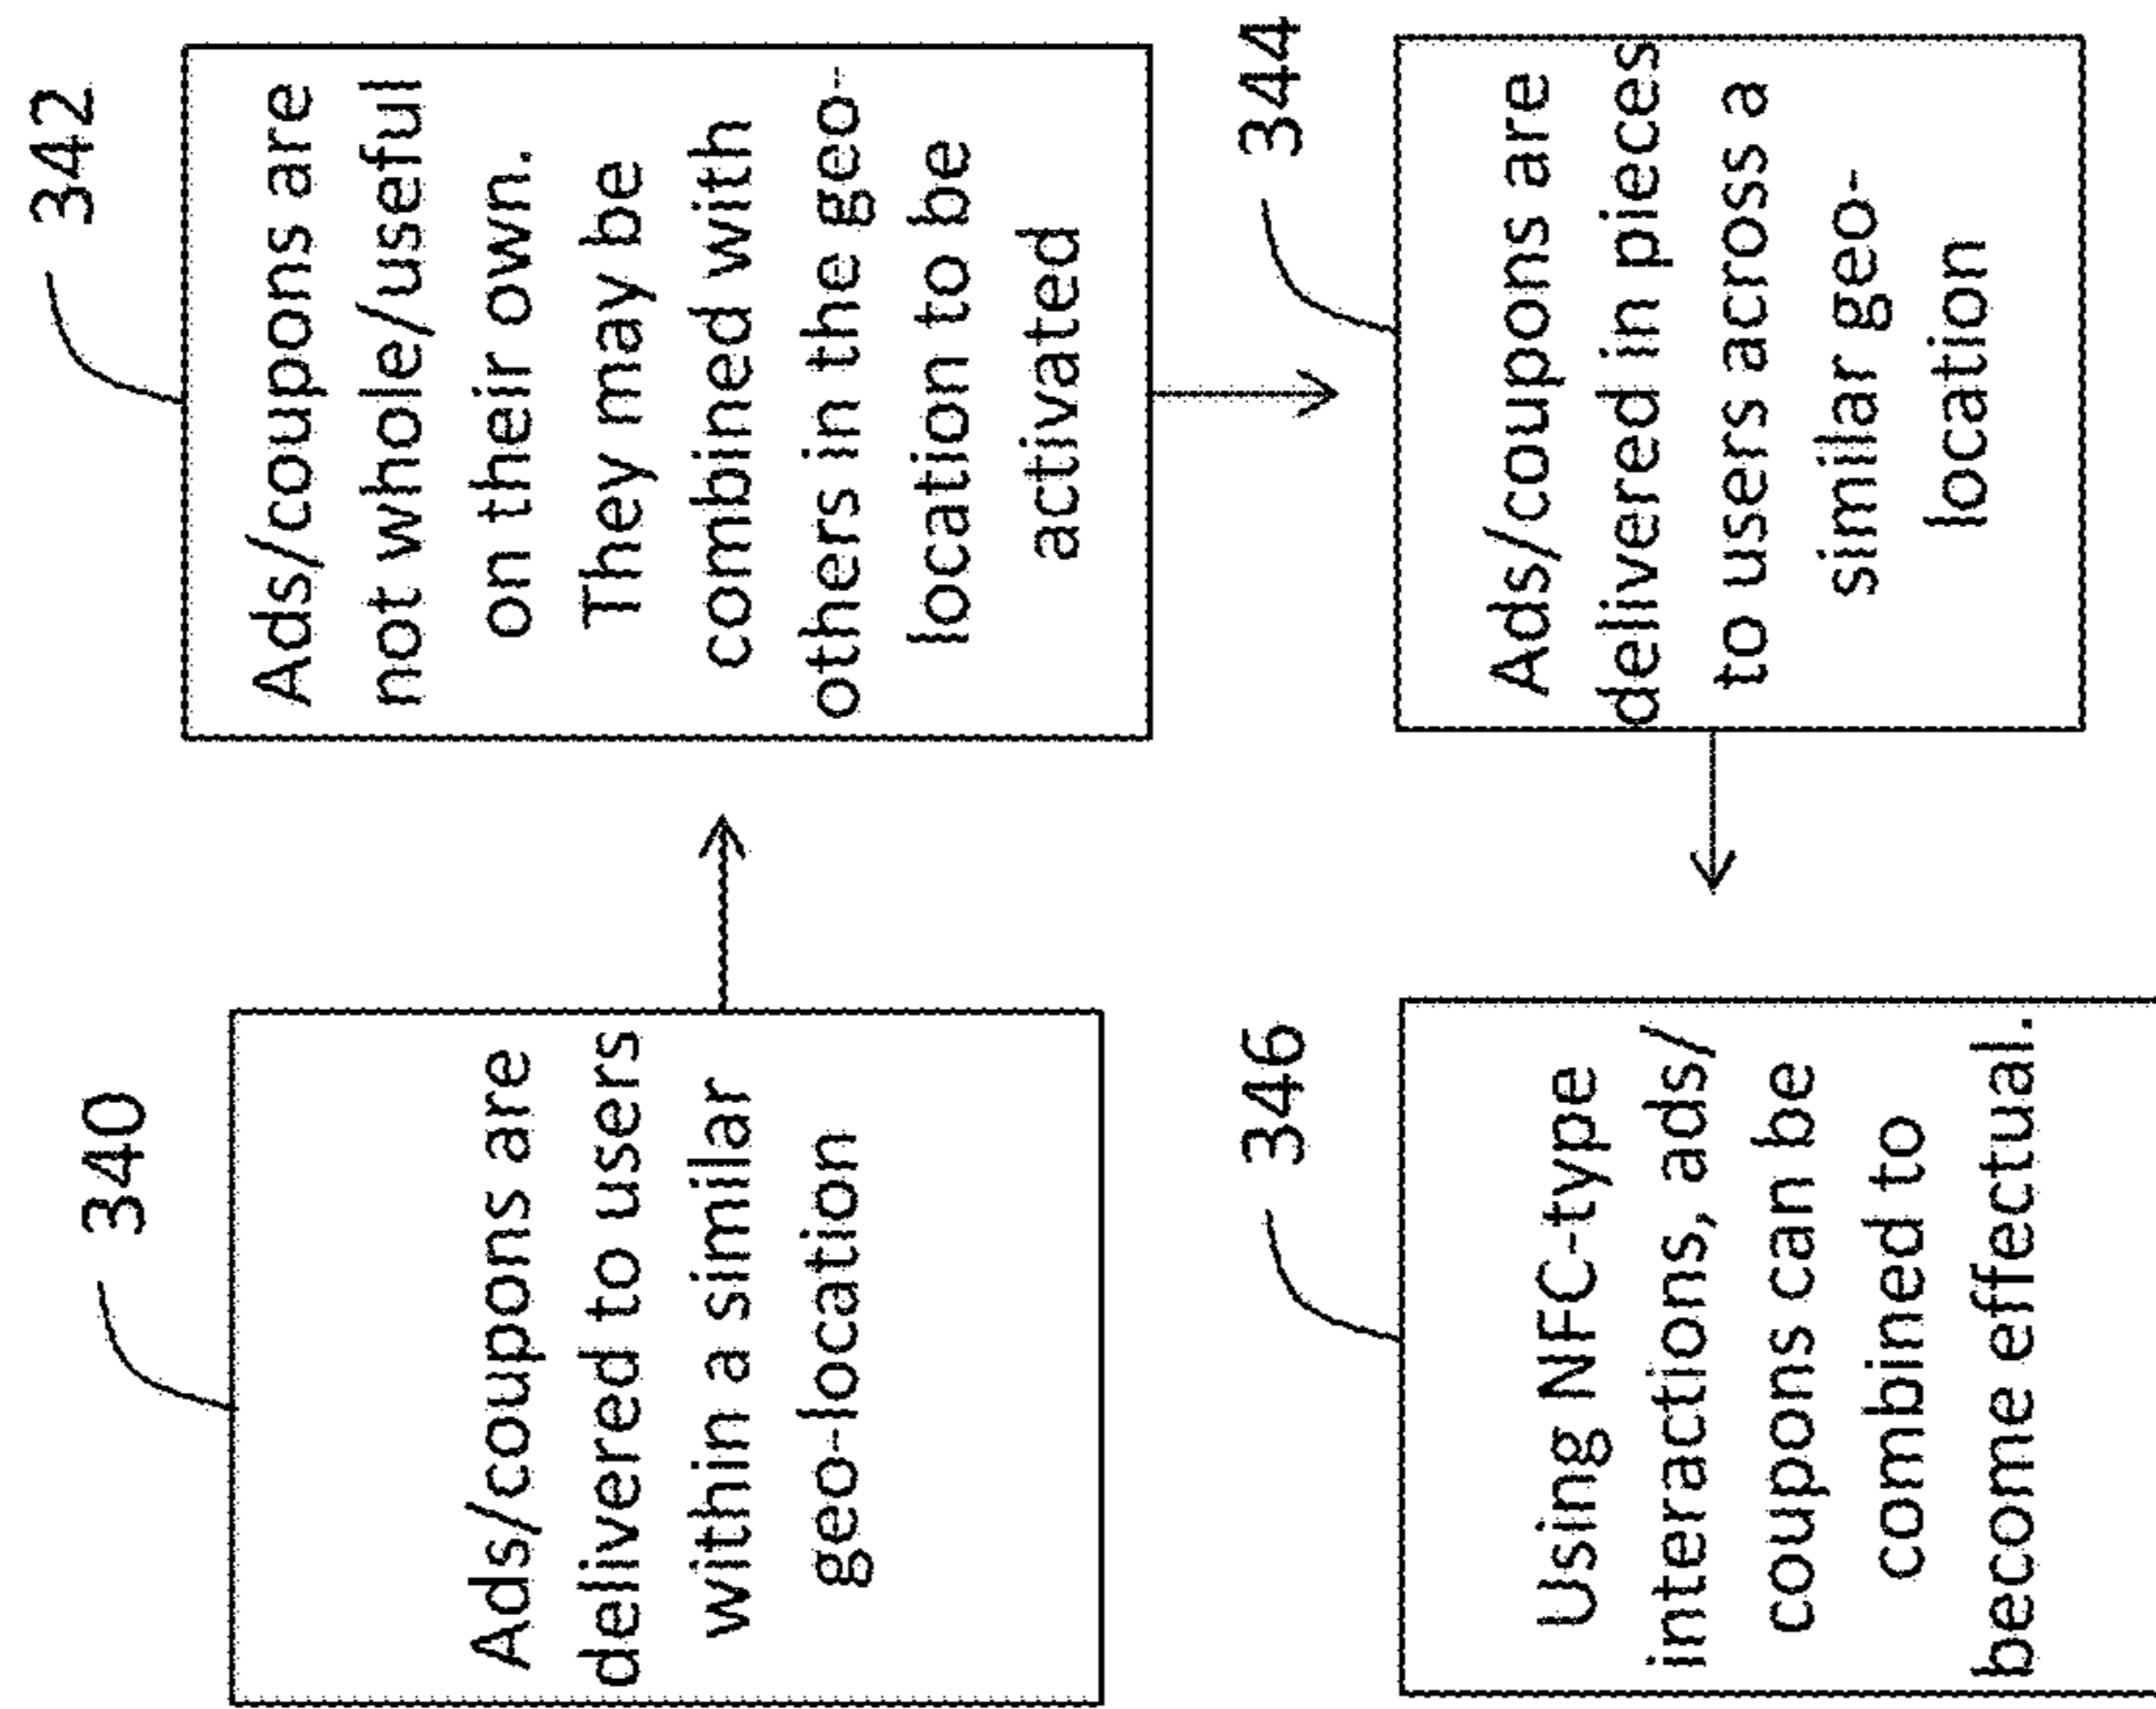 340
Ads/coupons are
delivered to users
within a similar
geo-location
342
Ads/coupons are
not whole/useful
on their own.
They may be
combined with
others in the geo-
location to be
activated
344
Ads/coupons are
delivered in pieces
to users across a
similar geo-
location
346
Using NFC-type
interactions, ads/
coupons can be
combined to
become effectual.